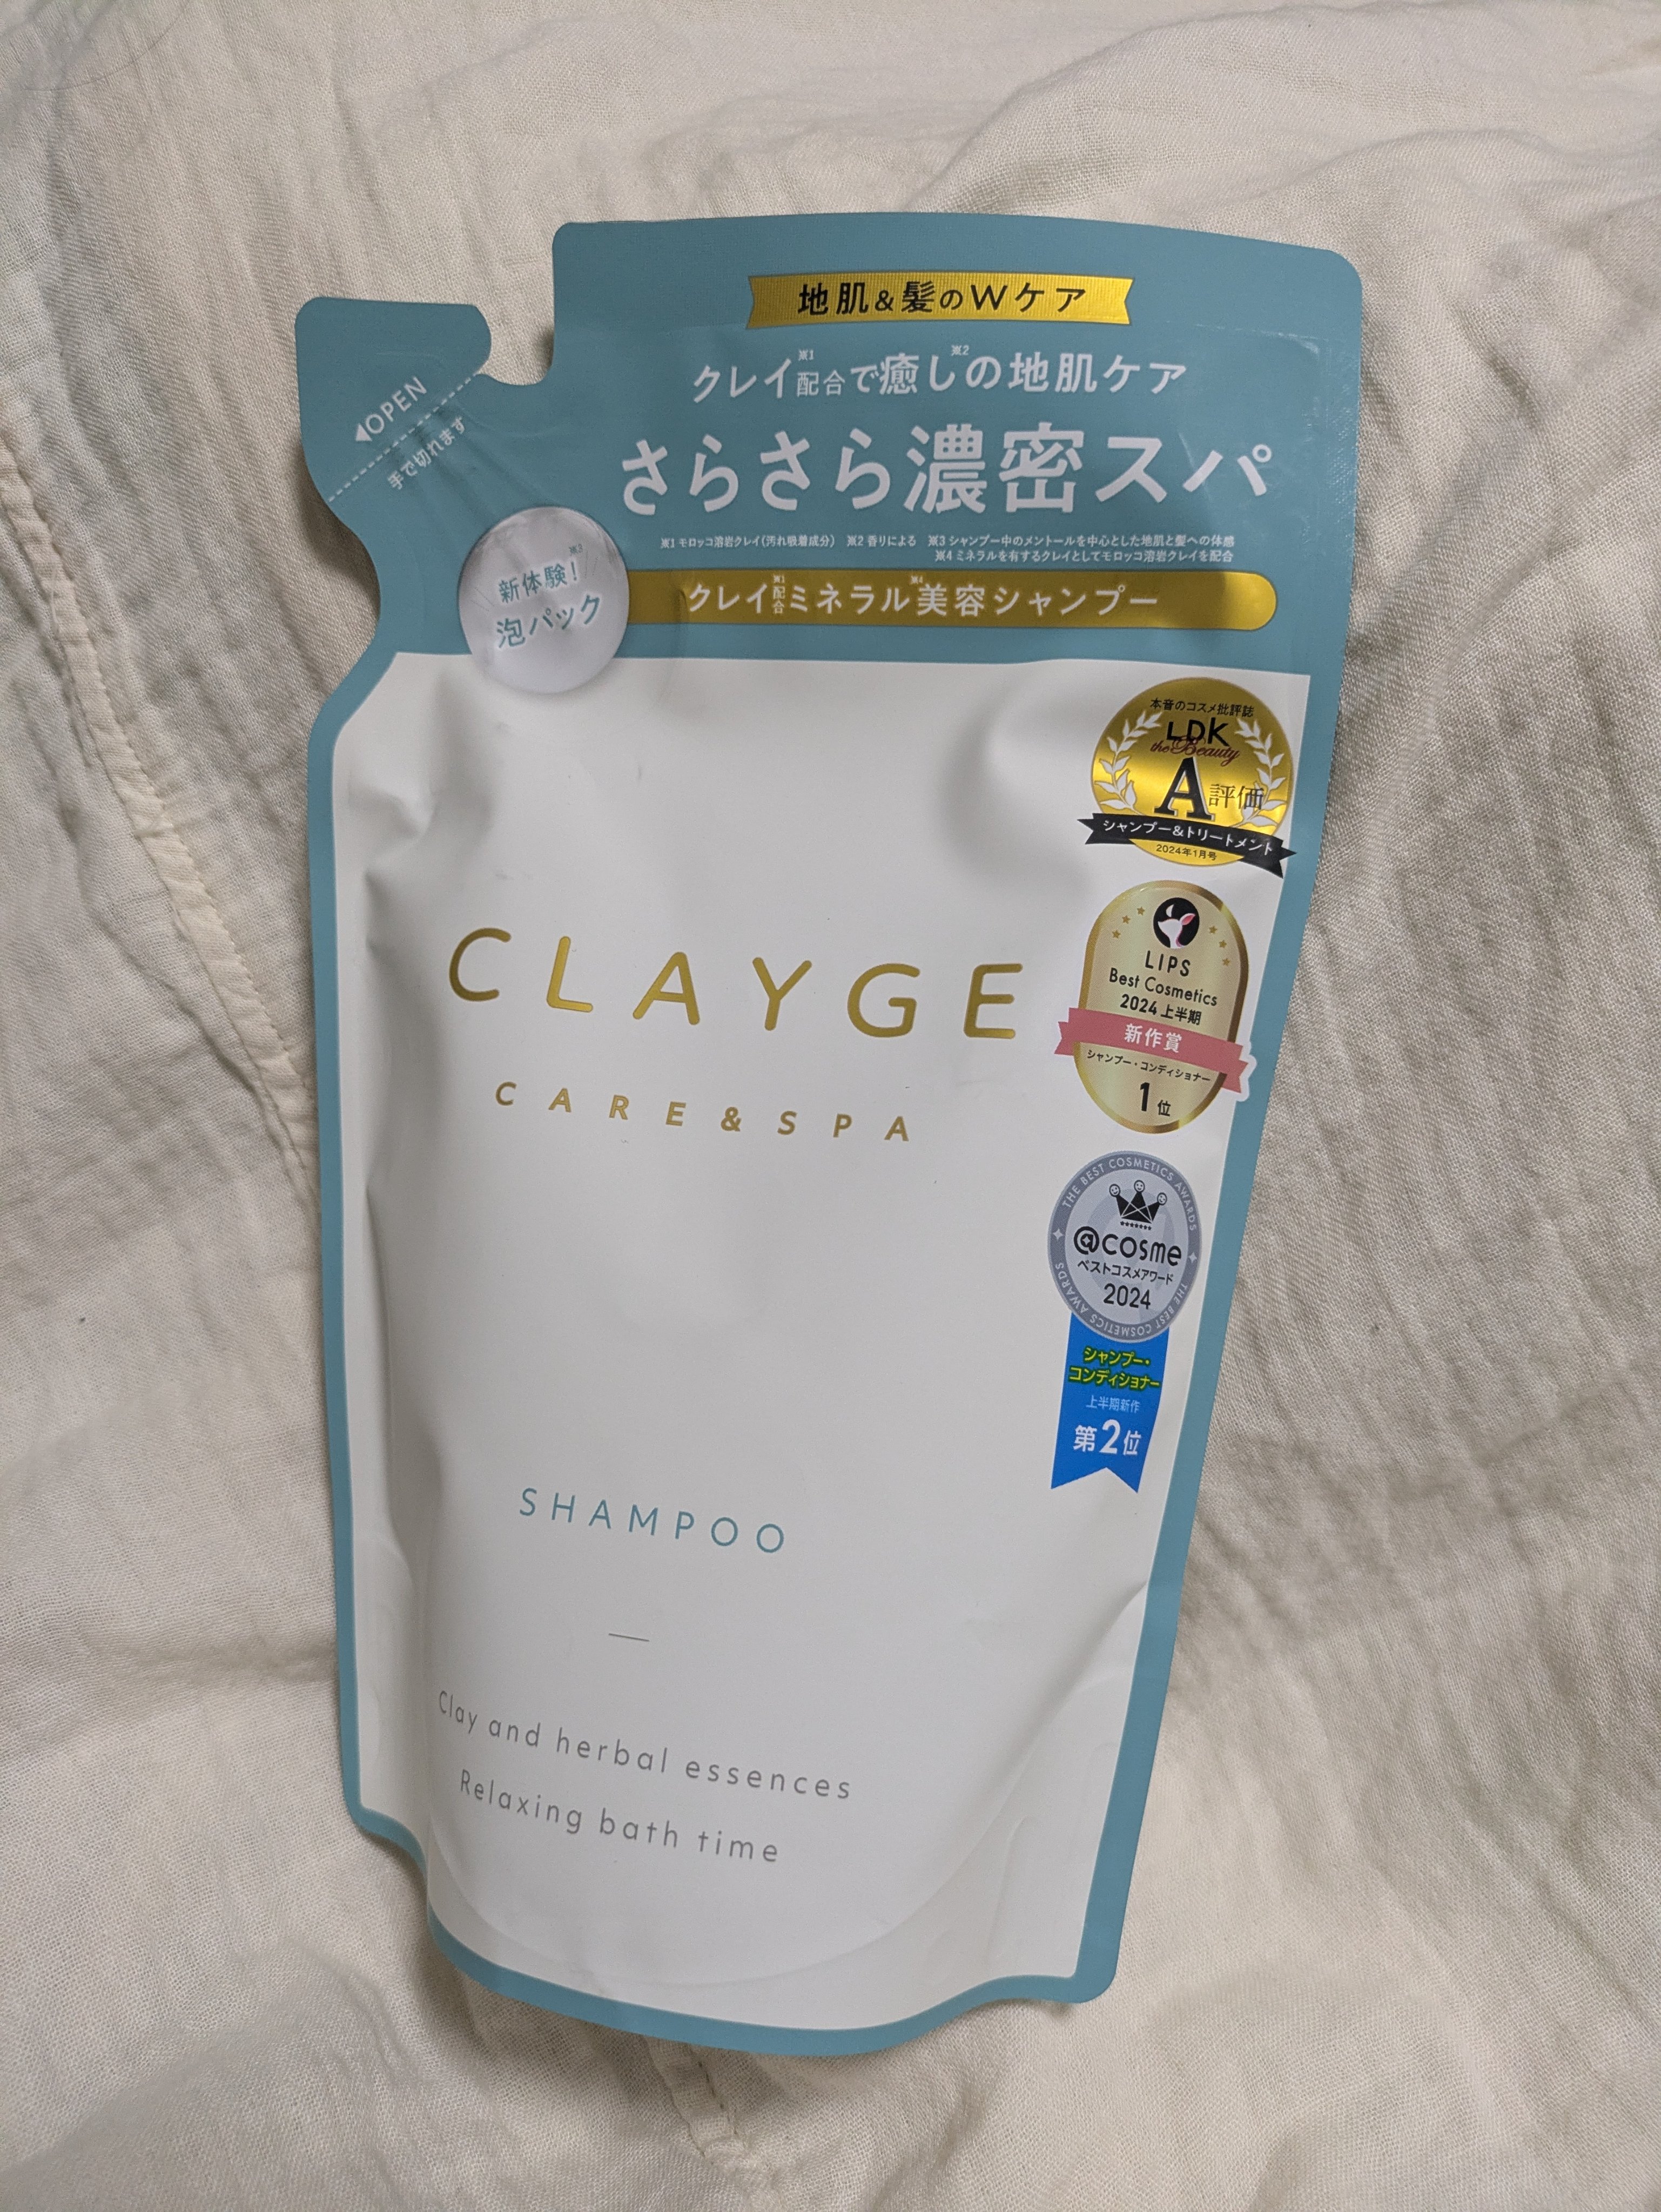 地肌&髪のWケア
クレイ※1配合で癒し※2の地肌ケア
◀OPEN
手で切れます
さらさら濃密スパ
※1 モロッコ溶岩クレイ(汚れ吸着成分) ※2 香りによる ※3 シャンプー中のメントールを中心とした地肌と髪への体感
※4 ミネラルを有するクレイとしてモロッコ溶岩クレイを配合
新体験!※3
泡パック
クレイ※1配合ミネラル※4美容シャンプー
本音のコスメ批評誌
LDK
the Beauty
A評価
シャンプー&トリートメント
2024年1月号
CLAYGE
CARE&SPA
LIPS
Best Cosmetics
2024上半期
新作賞
シャンプー・コンディショナー
1位
THE BEST COSMETICS AWARDS
THE BEST COSMETICS AWARDS
@cosme
ベストコスメアワード
2024
シャンプー・
コンディショナー
上半期新作
第2位
SHAMPOO
Clay and herbal essences
Relaxing bath time